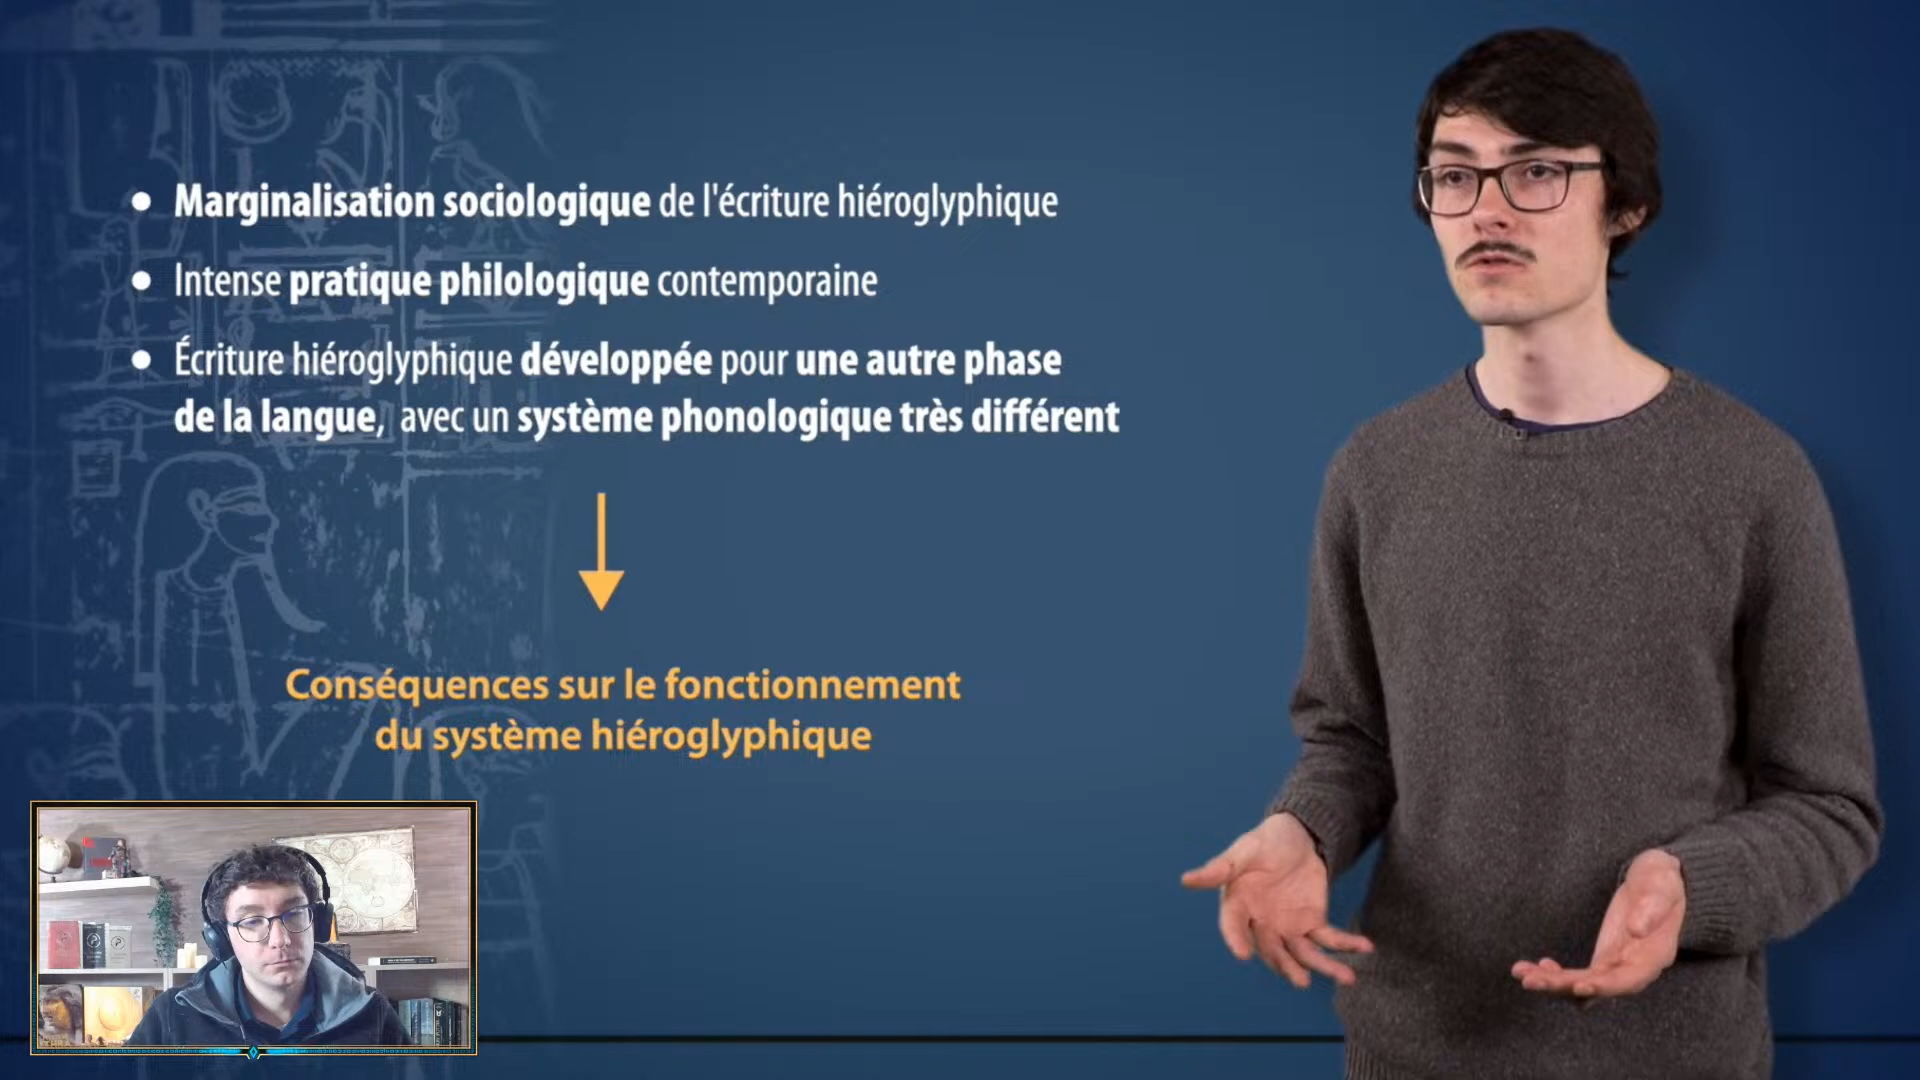 ● Marginalisation sociologique de l'écriture hiéroglyphique
● Intense pratique philologique contemporaine
● Écriture hiéroglyphique développée pour une autre phase
de la langue, avec un système phonologique très différent
Conséquences sur le fonctionnement
du système hiéroglyphique